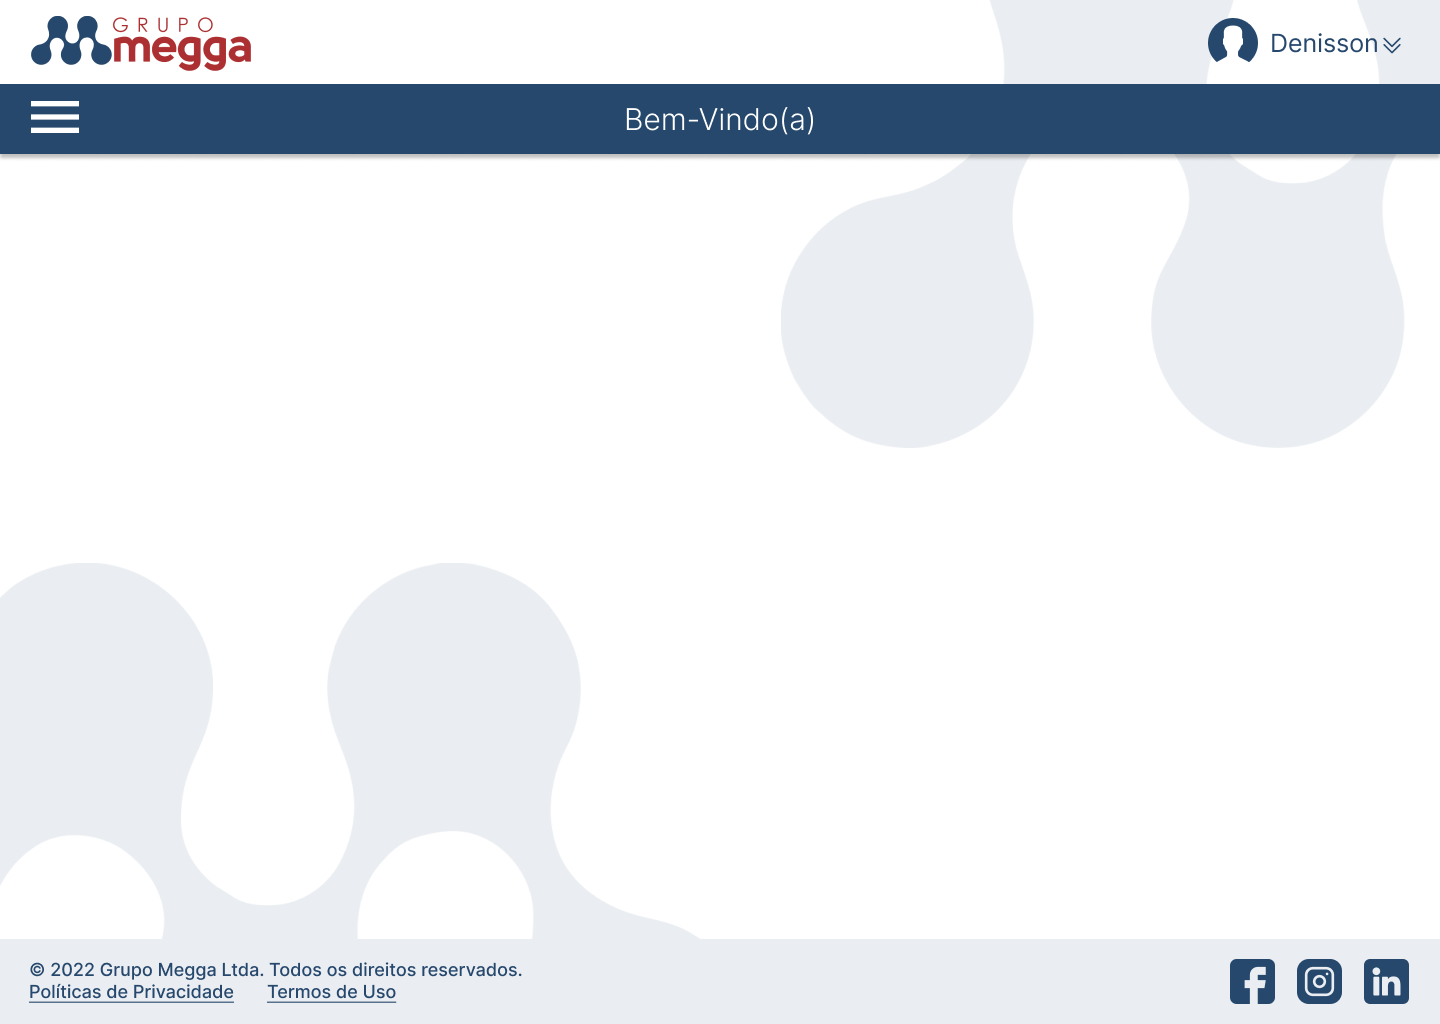 GRUPO
megga
Denisson
Bem-Vindo(a)
© 2022 Grupo Megga Ltda. Todos os direitos reservados.
Políticas de Privacidade Termos de Uso
f
in